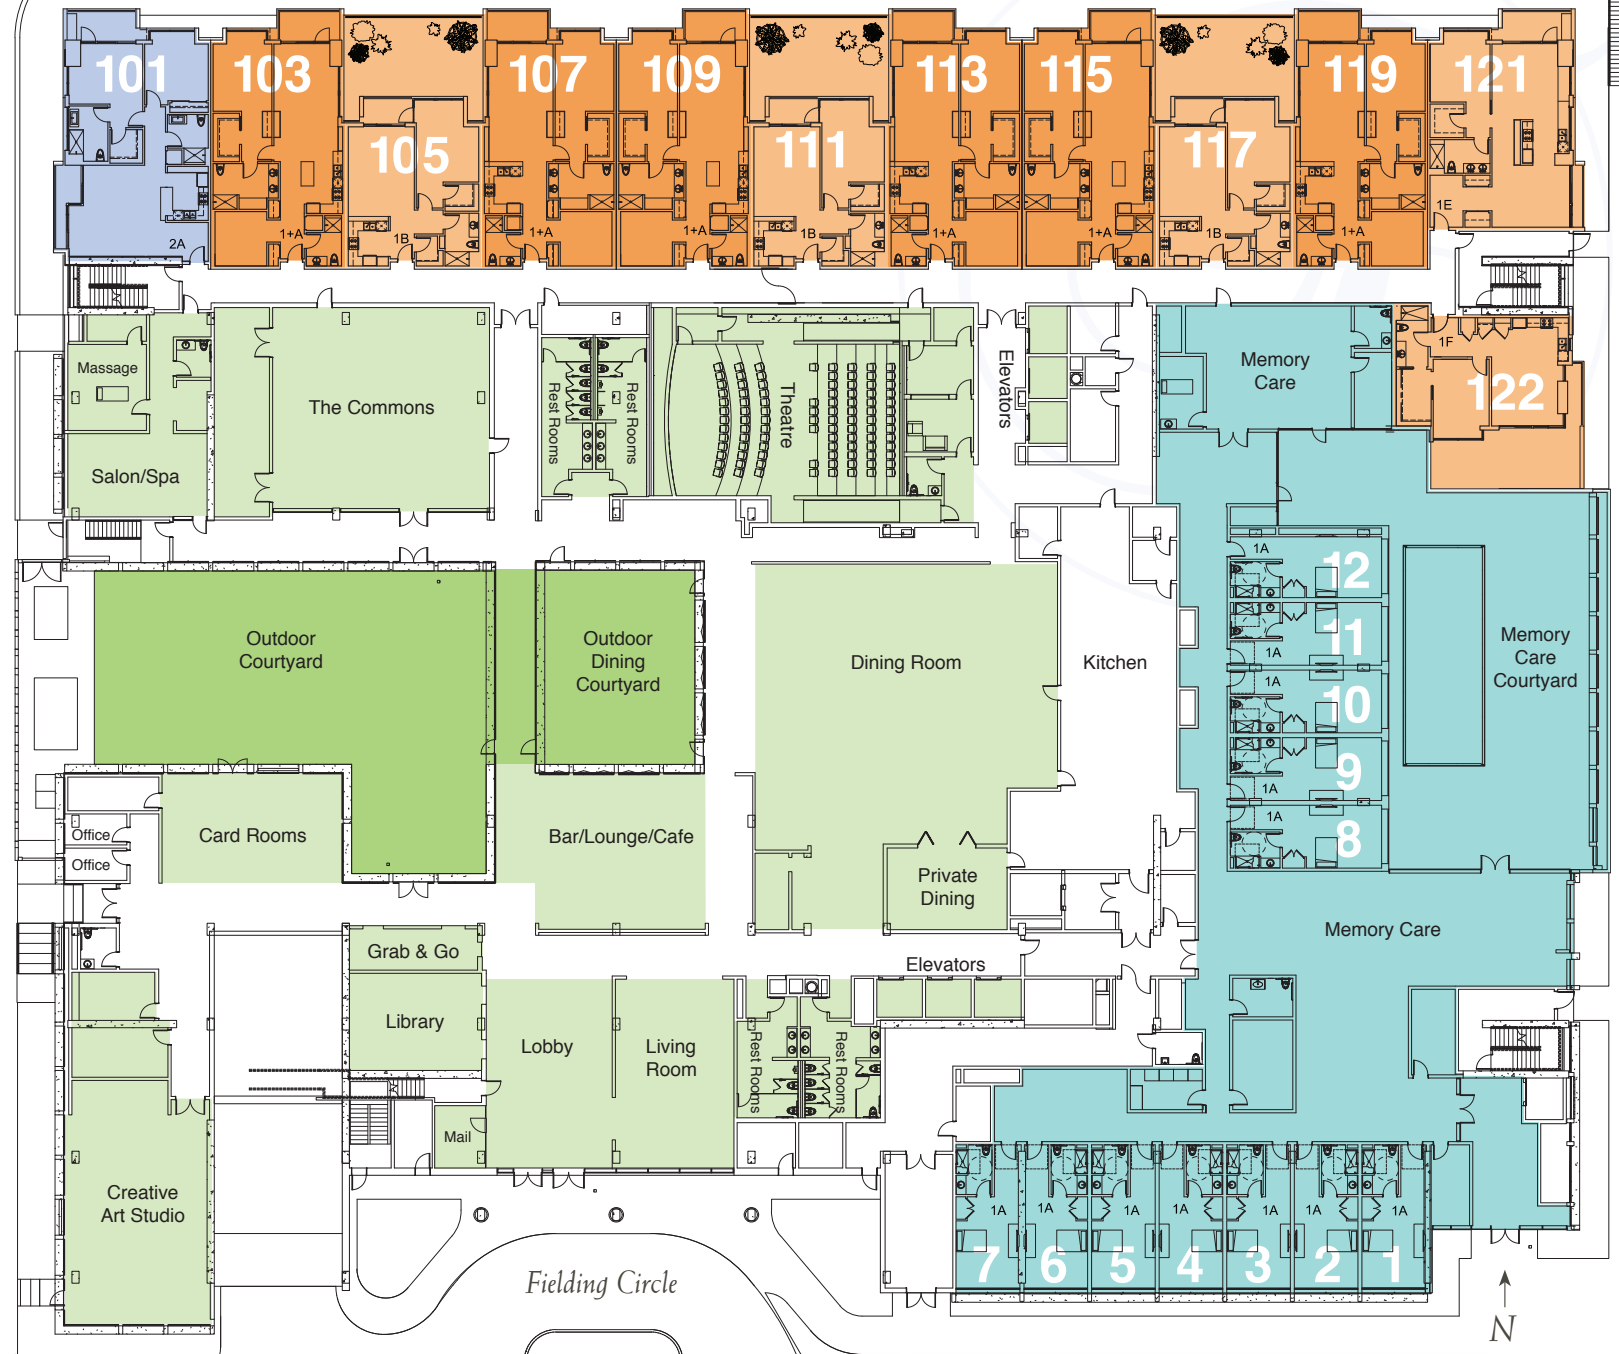 101
103
105
107
109
111
113
115
117
119
121
2A
1+A
1B
1+A
1+A
1B
1+A
1+A
1B
1+A
1E
Massage
Salon/Spa
The Commons
Rest Rooms
Rest Rooms
Theatre
Elevators
Memory
Care
1F
122
Outdoor
Courtyard
Outdoor
Dining
Courtyard
Dining Room
Kitchen
1A
12
11
1A
1A
10
9
1A
1A
8
Memory
Care
Courtyard
Office
Office
Card Rooms
Bar/Lounge/Cafe
Private
Dining
Memory Care
Grab & Go
Elevators
Library
Lobby
Living
Room
Rest Rooms
Rest Rooms
Mail
Creative
Art Studio
1A
1A
1A
1A
1A
1A
1A
7
6
5
4
3
2
1
Fielding Circle
N